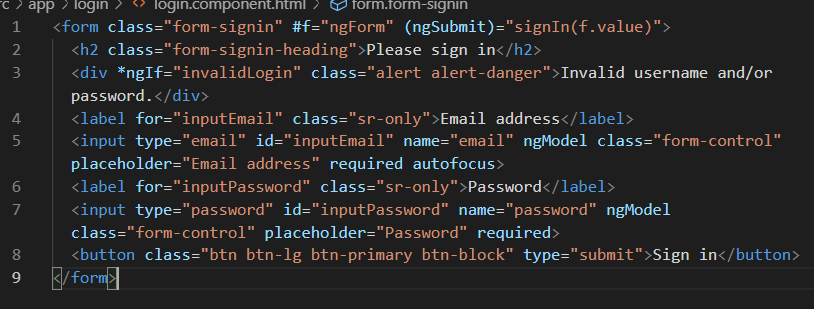 app > login > login.component.html > form.form-signin
1 <form class="form-signin" #f="ngForm" (ngSubmit)="signIn(f.value)">
2 <h2 class="form-signin-heading">Please sign in</h2>
3 <div *ngIf="invalidLogin" class="alert alert-danger">Invalid username and/or
password.</div>
4 <label for="inputEmail" class="sr-only">Email address</label>
5 <input type="email" id="inputEmail" name="email" ngModel class="form-control"
placeholder="Email address" required autofocus>
6 <label for="inputPassword" class="sr-only">Password</label>
7 <input type="password" id="inputPassword" name="password" ngModel
class="form-control" placeholder="Password" required>
8 <button class="btn btn-lg btn-primary btn-block" type="submit">Sign in</button>
9 </form>